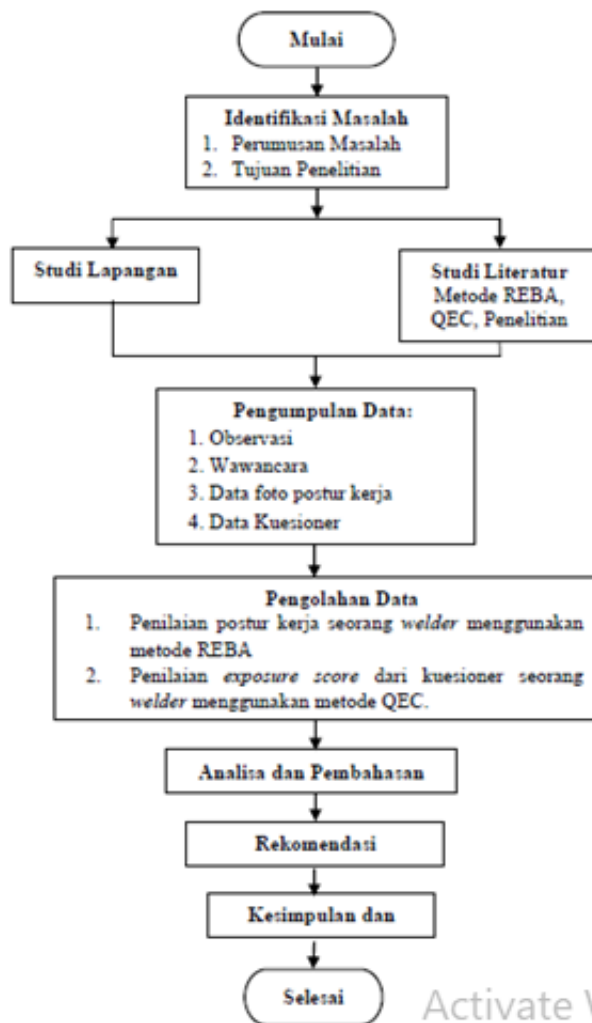 Mulai
Identifikasi Masalah
1. Perumusan Masalah
2. Tujuan Penelitian
Studi Lapangan
Studi Literatur
Metode REBA,
QEC, Penelitian
Pengumpulan Data:
1. Observasi
2. Wawancara
3. Data foto postur kerja
4. Data Kuesioner
Pengolahan Data
1. Penilaian postur kerja seorang welder menggunakan
metode REBA
2. Penilaian exposure score dari kuesioner seorang
welder menggunakan metode QEC.
Analisa dan Pembahasan
Rekomendasi
Kesimpulan dan
Selesai
Activate